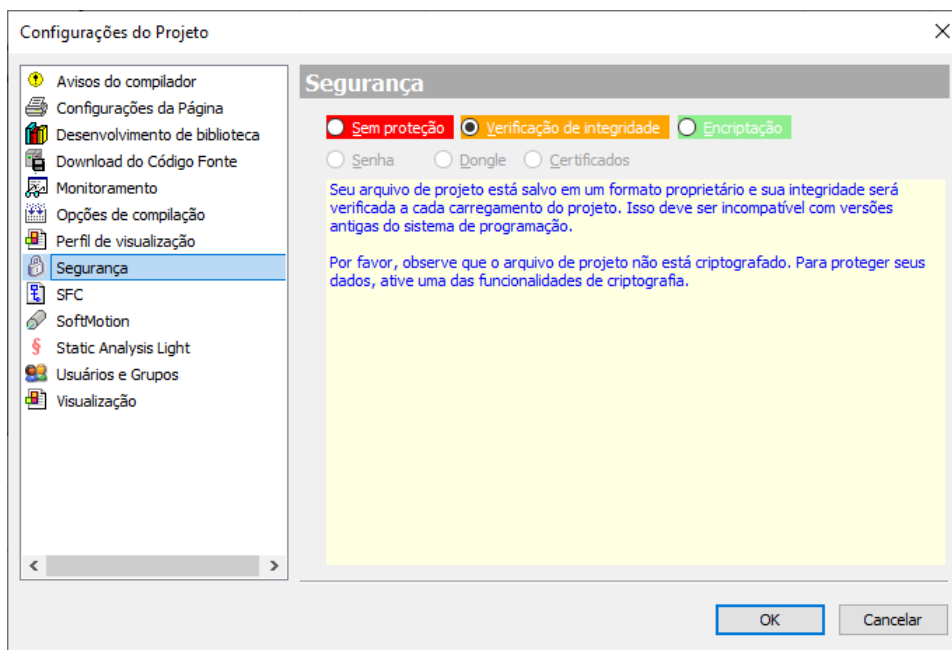 Configurações do Projeto
Avisos do compilador
Configurações da Página
Desenvolvimento de biblioteca
Download do Código Fonte
Monitoramento
Opções de compilação
Perfil de visualização
Segurança
SFC
SoftMotion
Static Analysis Light
Usuários e Grupos
Visualização
Segurança
Sem proteção Verificação de integridade Encriptação
Senha Dongle Certificados
Seu arquivo de projeto está salvo em um formato proprietário e sua integridade será
verificada a cada carregamento do projeto. Isso deve ser incompatível com versões
antigas do sistema de programação.
Por favor, observe que o arquivo de projeto não está criptografado. Para proteger seus
dados, ative uma das funcionalidades de criptografia.
OK Cancelar